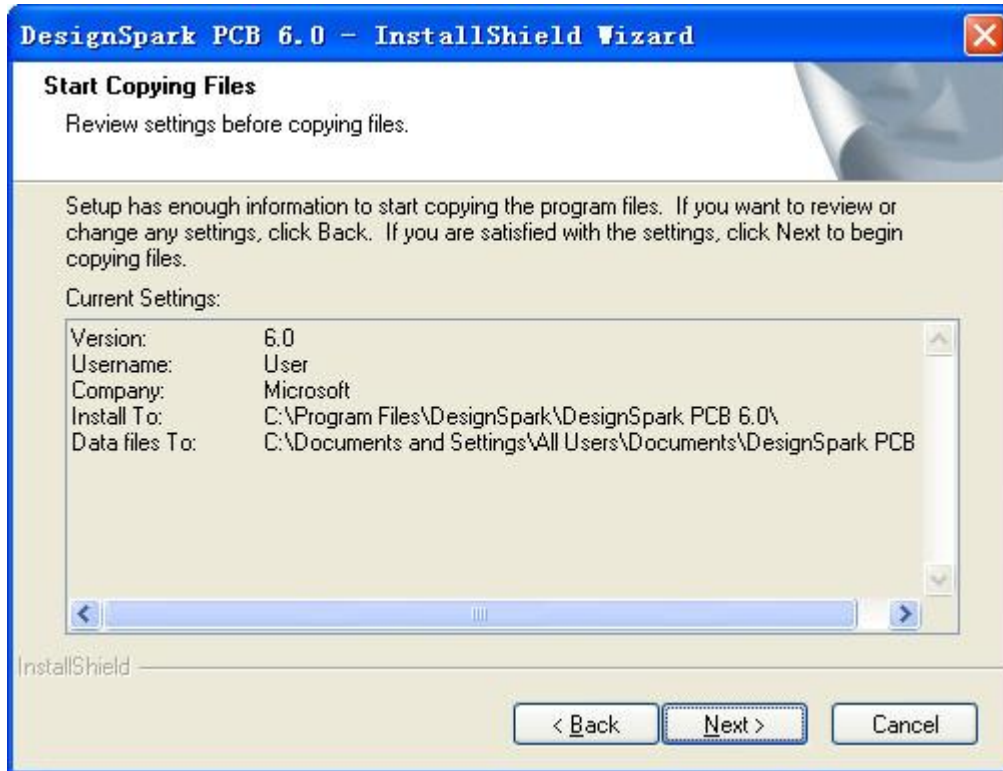 DesignSpark PCB 6.0 - InstallShield Wizard
Start Copying Files
Review settings before copying files.
Setup has enough information to start copying the program files.  If you want to review or
change any settings, click Back.  If you are satisfied with the settings, click Next to begin
copying files.
Current Settings:
Version: 6.0
Username: User
Company: Microsoft
Install To: C:\Program Files\DesignSpark\DesignSpark PCB 6.0\
Data files To: C:\Documents and Settings\All Users\Documents\DesignSpark PCB
InstallShield
< Back Next > Cancel